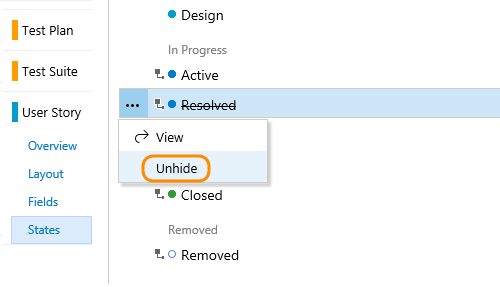 Test Plan
Test Suite
User Story
Overview
Layout
Fields
States
Design
In Progress
Active
Resolved
View
Unhide
Closed
Removed
Removed